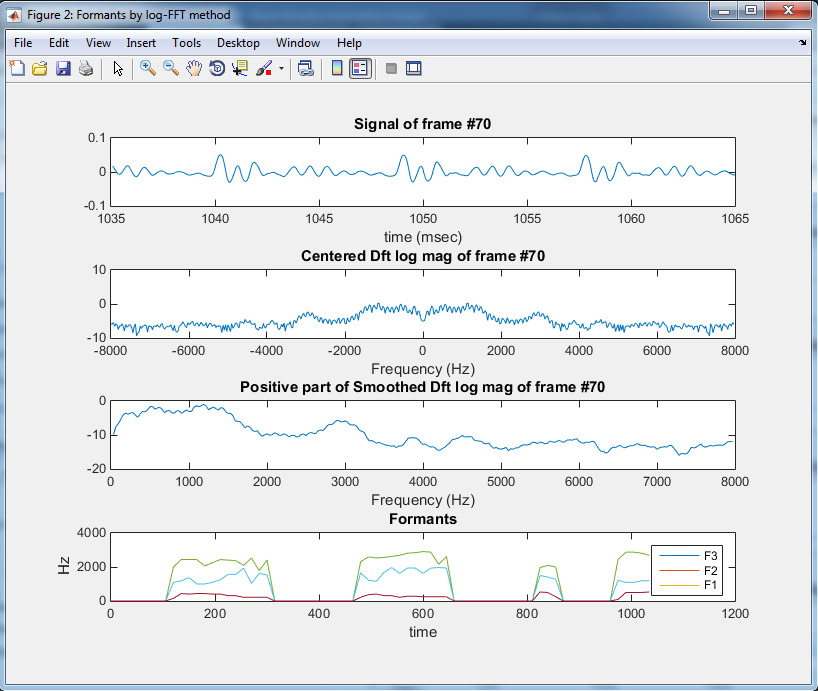 Figure 2: Formants by log-FFT method
File Edit View Insert Tools Desktop Window Help
Signal of frame #70
0.1
0
-0.1
1035 1040 1045 1050 1055 1060 1065
time (msec)
Centered Dft log mag of frame #70
10
0
-10
-8000 -6000 -4000 -2000 0 2000 4000 6000 8000
Frequency (Hz)
Positive part of Smoothed Dft log mag of frame #70
0
-10
-20
0 1000 2000 3000 4000 5000 6000 7000 8000
Frequency (Hz)
Formants
Hz
4000
2000
0
F3
F2
F1
0 200 400 600 800 1000 1200
time